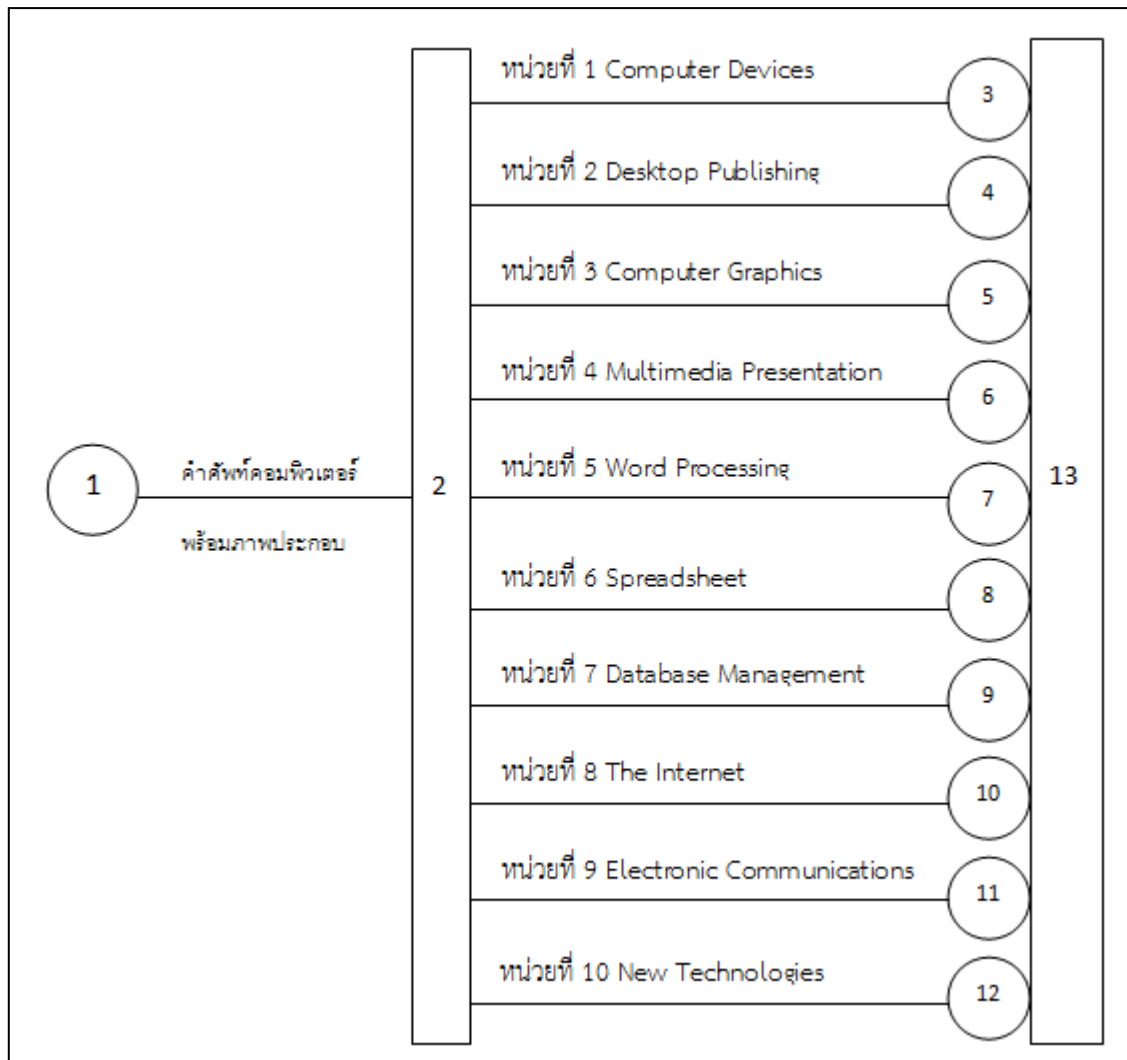 หน่วยที่ 1 Computer Devices
3
หน่วยที่ 2 Desktop Publishing
4
หน่วยที่ 3 Computer Graphics
5
หน่วยที่ 4 Multimedia Presentation
6
1
คำศัพท์คอมพิวเตอร์
พร้อมภาพประกอบ
2
หน่วยที่ 5 Word Processing
7
13
หน่วยที่ 6 Spreadsheet
8
หน่วยที่ 7 Database Management
9
หน่วยที่ 8 The Internet
10
หน่วยที่ 9 Electronic Communications
11
หน่วยที่ 10 New Technologies
12